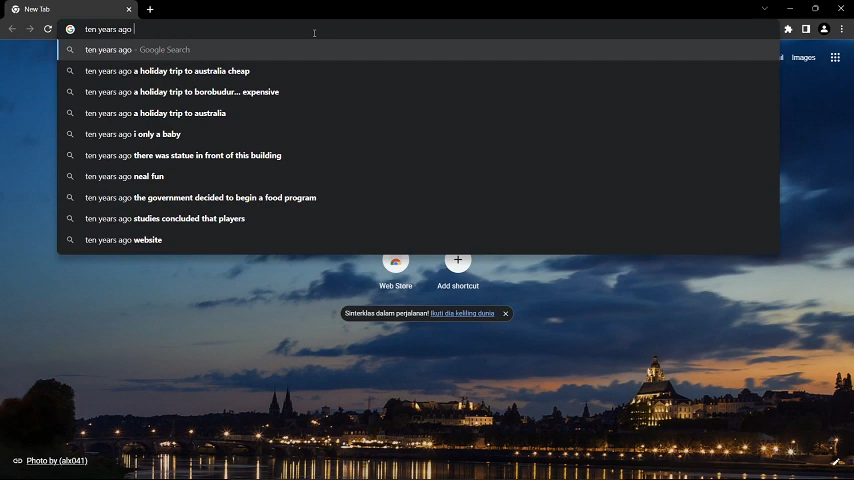 New Tab
ten years ago
ten years ago - Google Search
Images
ten years ago a holiday trip to australia cheap
ten years ago a holiday trip to borobudur... expensive
ten years ago a holiday trip to australia
ten years ago i only a baby
ten years ago there was statue in front of this building
ten years ago neal fun
ten years ago the government decided to begin a food program
ten years ago studies concluded that players
ten years ago website
Web Store
Add shortcut
Sinterklas dalam perjalanan! Ikuti dia keliling dunia
Photo by (alx041)